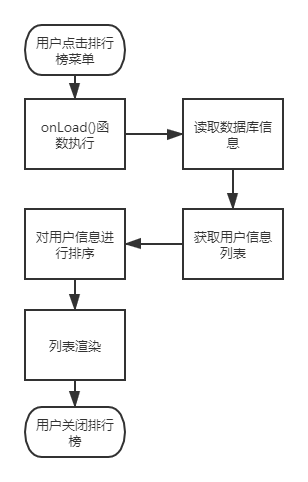 用户点击排行
榜菜单
onLoad()函
数执行
读取数据库信
息
获取用户信息
列表
对用户信息进
行排序
列表渲染
用户关闭排行
榜